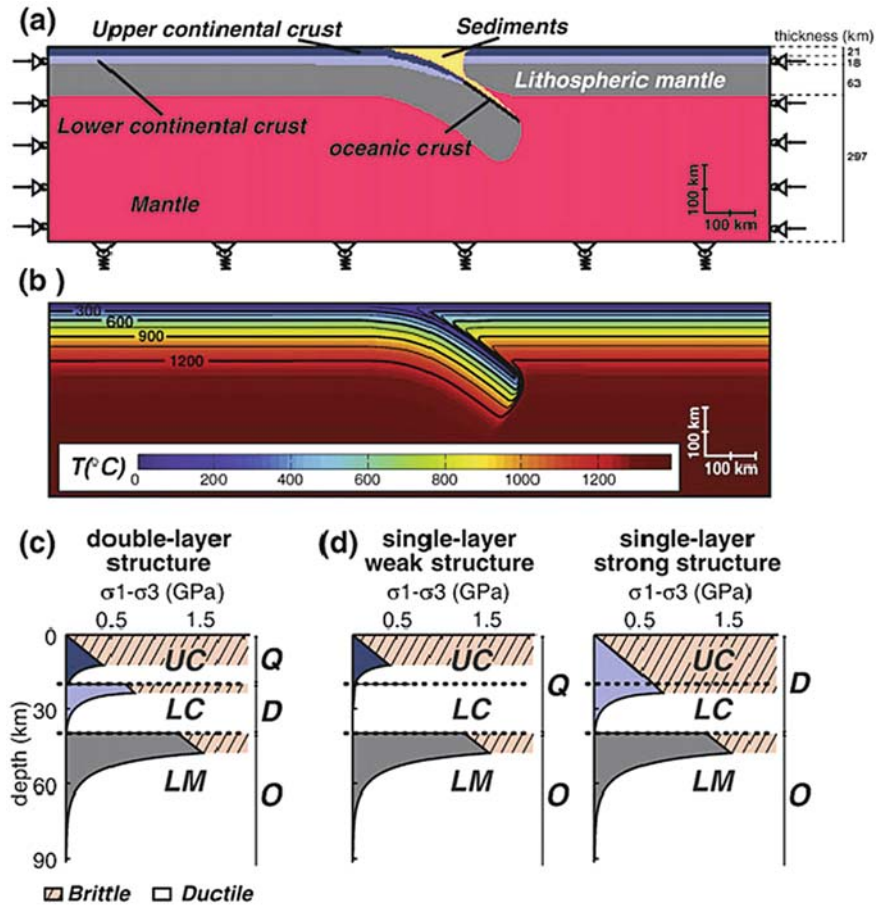 (a)
Upper continental crust
Sediments
thickness (km)
21
18
63
297
Lithospheric mantle
Lower continental crust
oceanic crust
Mantle
100 km
100 km
(b)
300
600
900
1200
100 km
100 km
T(°C)
0 200 400 600 800 1000 1200
(c)
double-layer
structure
σ1-σ3 (GPa)
0.5 1.5
(d)
single-layer
weak structure
σ1-σ3 (GPa)
0.5 1.5
single-layer
strong structure
σ1-σ3 (GPa)
0.5 1.5
depth (km)
0
30
60
90
UC
LC
LM
Q
D
O
UC
LC
LM
Q
O
UC
LC
LM
D
O
Brittle Ductile